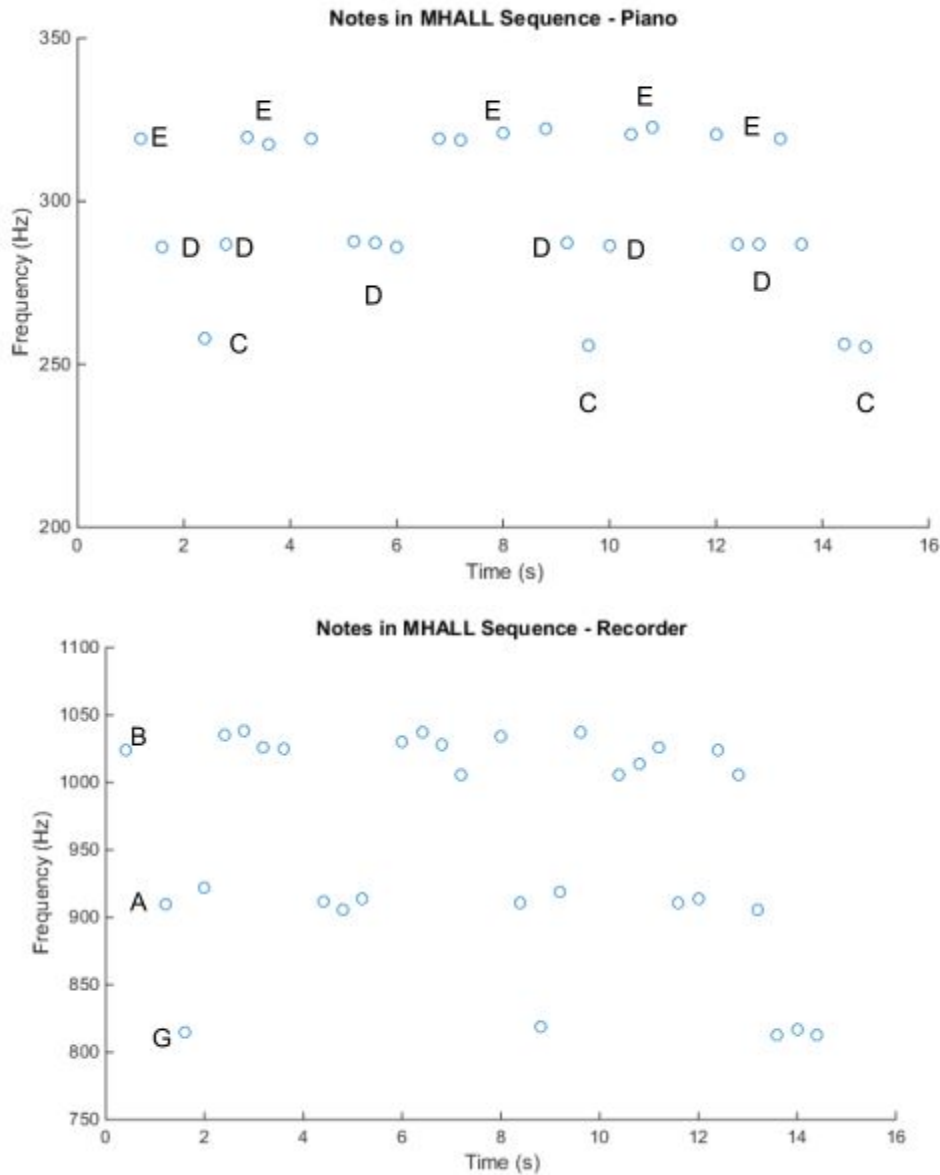 Notes in MHALL Sequence - Piano
350
300
250
200
Frequency (Hz)
E
E
E
E
E
D
D
D
D
D
D
C
C
C
0 2 4 6 8 10 12 14 16
Time (s)
Notes in MHALL Sequence - Recorder
1100
1050
1000
950
900
850
800
750
Frequency (Hz)
B
A
G
0 2 4 6 8 10 12 14 16
Time (s)